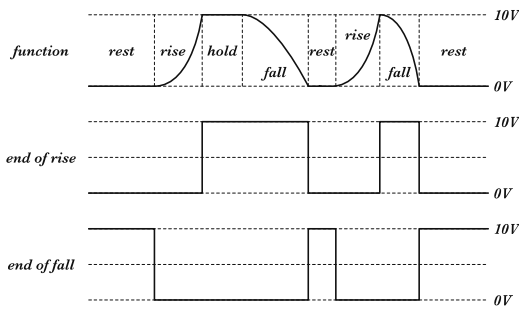 10V
function rest rise hold fall rest rise fall rest
0V
10V
end of rise
0V
10V
end of fall
0V